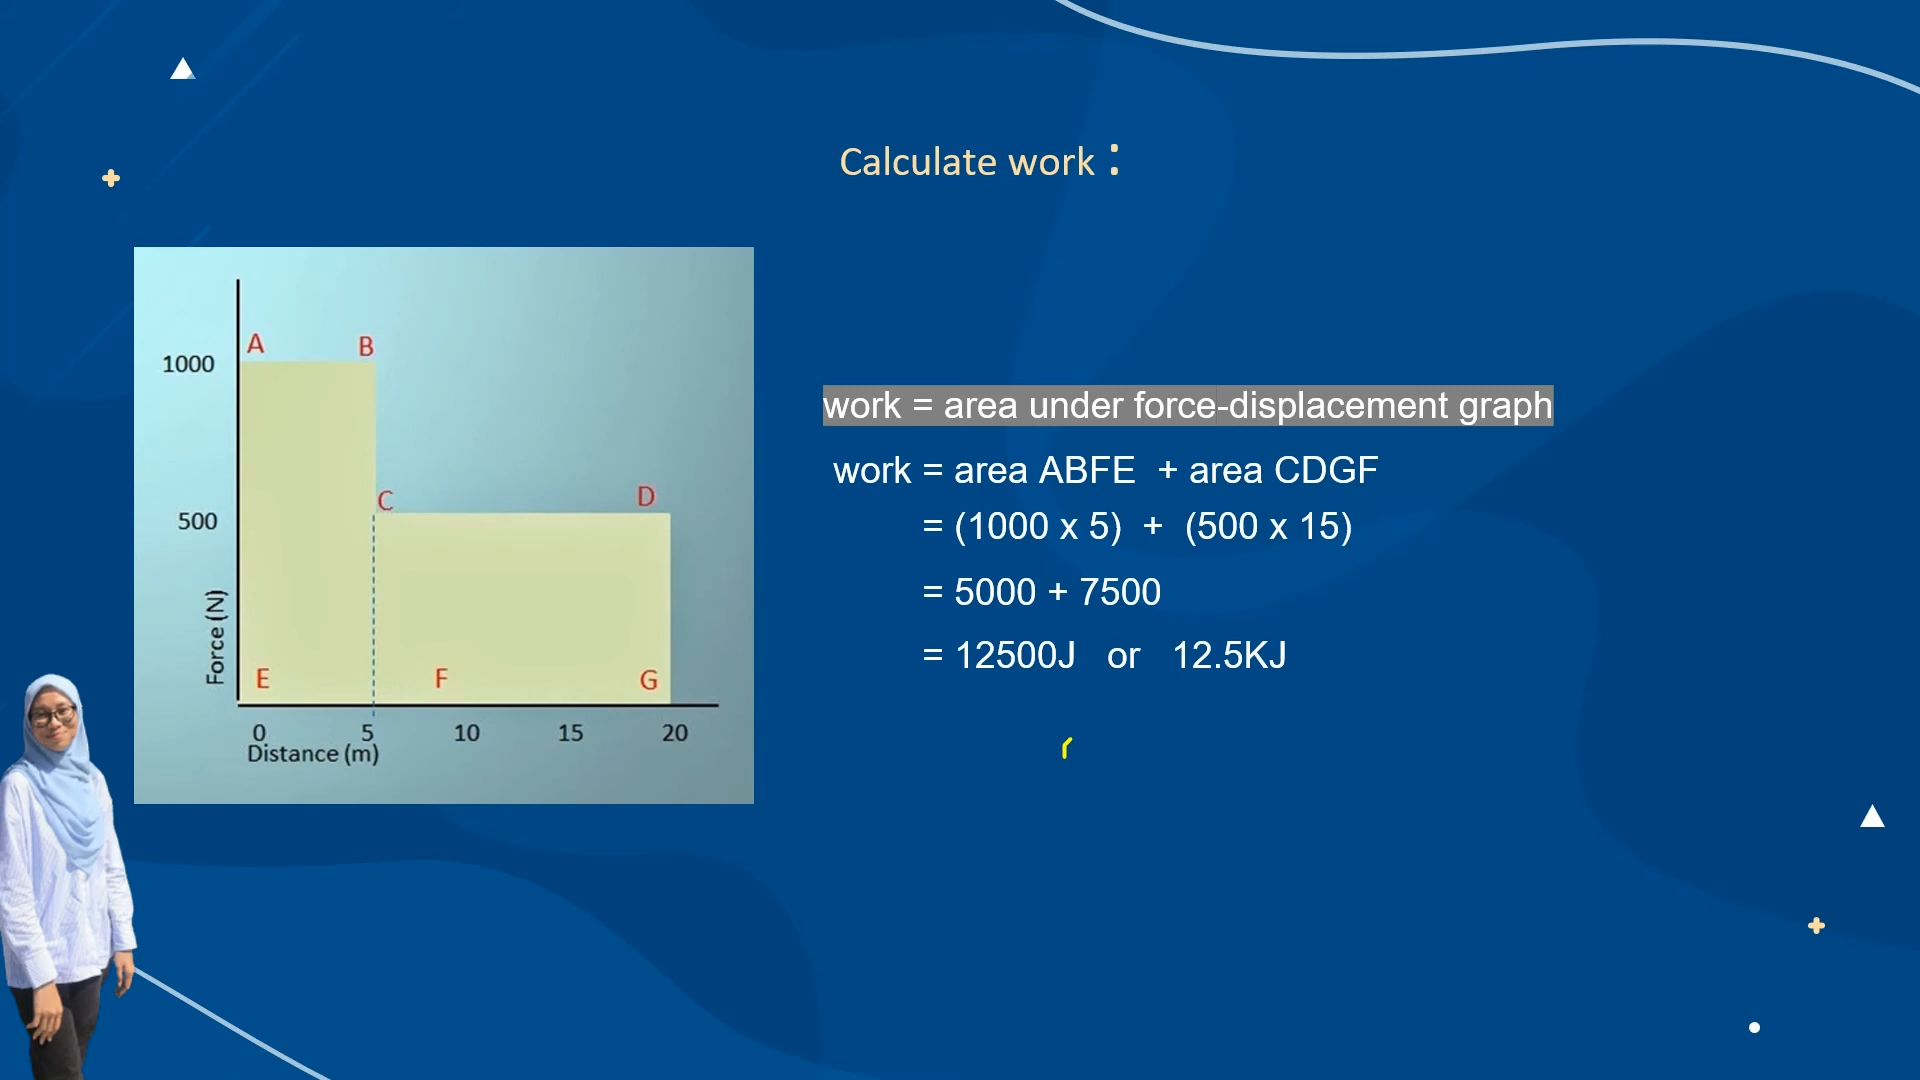 Calculate work :
A
B
1000
C
D
500
Force (N)
E
F
G
0 5 10 15 20
Distance (m)
work = area under force-displacement graph
work = area ABFE + area CDGF
= (1000 x 5) + (500 x 15)
= 5000 + 7500
= 12500J or 12.5KJ